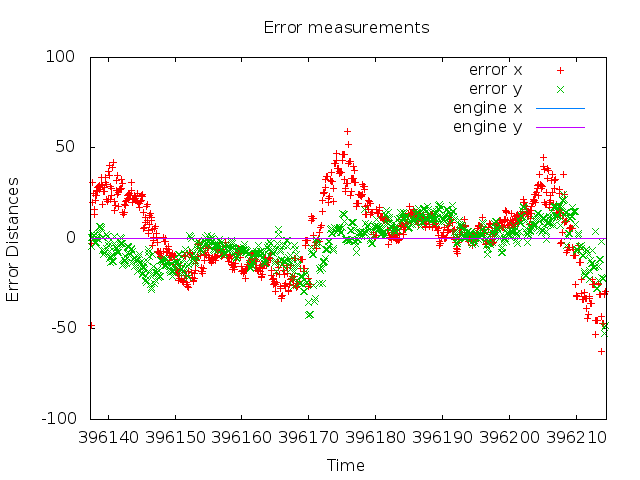 Error measurements
error x
error y
engine x
engine y
Error Distances
100
50
0
-50
-100
396140 396150 396160 396170 396180 396190 396200 396210
Time